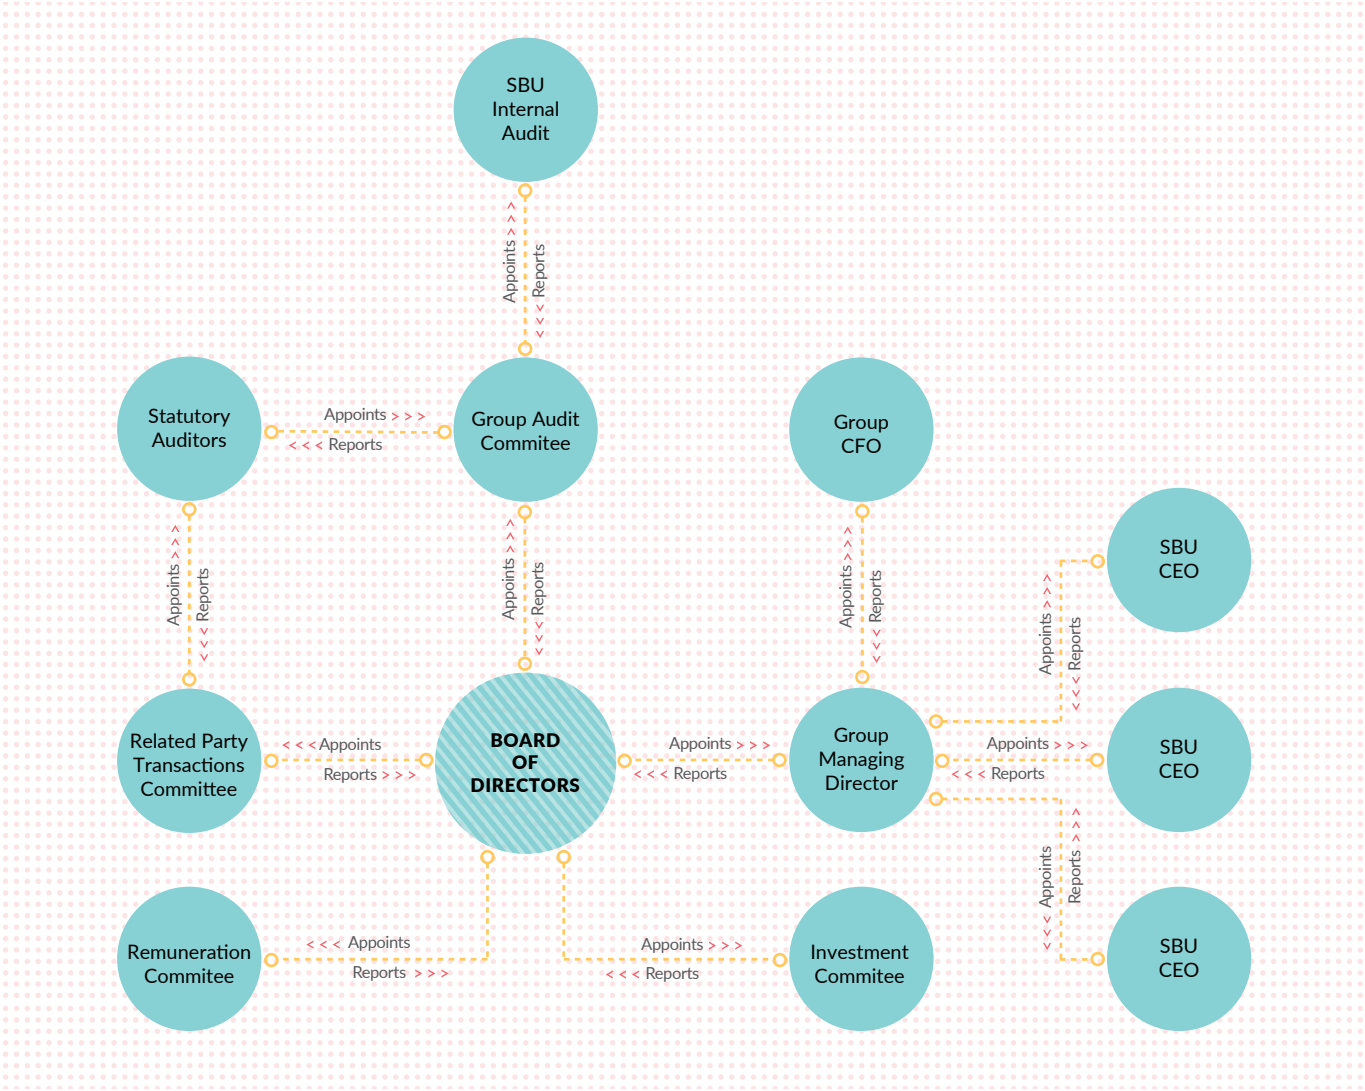 SBU
Internal
Audit
Appoints >>>
Reports >>>
Statutory
Auditors
Appoints >>>
<<< Reports
Group Audit
Commitee
Group
CFO
Appoints >>>
Reports >>>
Appoints >>>
Reports >>>
Appoints >>>
Reports >>>
SBU
CEO
Appoints >>>
Reports >>>
Related Party
Transactions
Committee
<<< Appoints
Reports >>>
BOARD
OF
DIRECTORS
Appoints >>>
<<< Reports
Group
Managing
Director
Appoints >>>
<<< Reports
SBU
CEO
Appoints >>>
Reports >>>
Remuneration
Commitee
<<< Appoints
Reports >>>
Appoints >>>
<<< Reports
Investment
Commitee
SBU
CEO